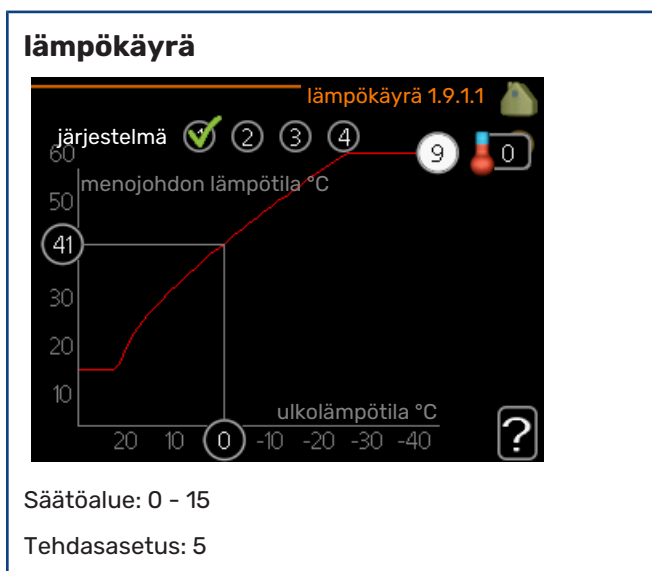 lämpökäyrä
lämpökäyrä 1.9.1.1
järjestelmä 1 2 3 4
9 0
60
menojohdon lämpötila °C
50
41
30
20
10
ulkolämpötila °C
20 10 0 -10 -20 -30 -40
?
Säätöalue: 0 - 15
Tehdasasetus: 5